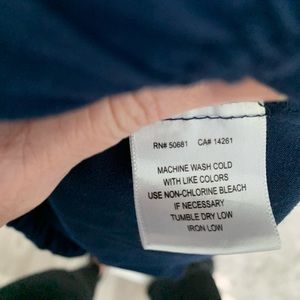 RN# 50681 CA# 14261
MACHINE WASH COLD
WITH LIKE COLORS
USE NON-CHLORINE BLEACH
IF NECESSARY
TUMBLE DRY LOW
IRON LOW